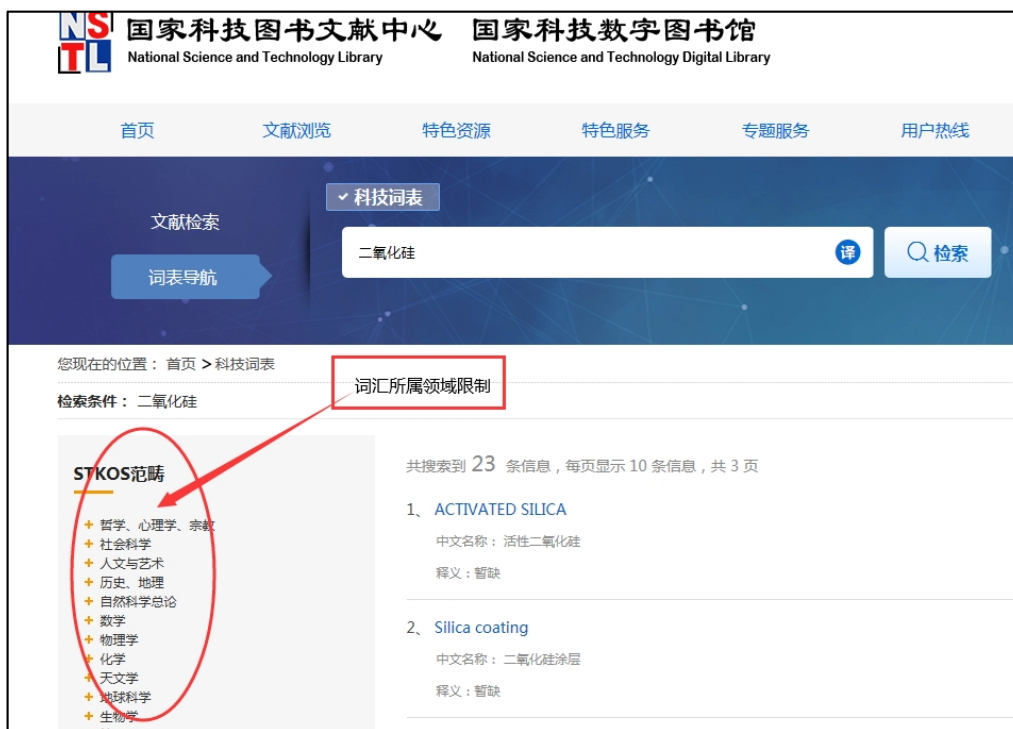 NS
TL
国家科技图书文献中心 国家科技数字图书馆
National Science and Technology Library National Science and Technology Digital Library
首页 文献浏览 特色资源 特色服务 专题服务 用户热线
科技词表
文献检索
二氧化硅 译 检索
词表导航
您现在的位置： 首页 >科技词表
词汇所属领域限制
检索条件： 二氧化硅
STKOS范畴
共搜索到 23 条信息，每页显示 10 条信息，共 3 页
+ 哲学、心理学、宗教
+ 社会科学
+ 人文与艺术
+ 历史、地理
+ 自然科学总论
+ 数学
+ 物理学
+ 化学
+ 天文学
+ 地球科学
+ 生物学
1、 ACTIVATED SILICA
中文名称： 活性二氧化硅
释义：暂缺
2、 Silica coating
中文名称： 二氧化硅涂层
释义：暂缺